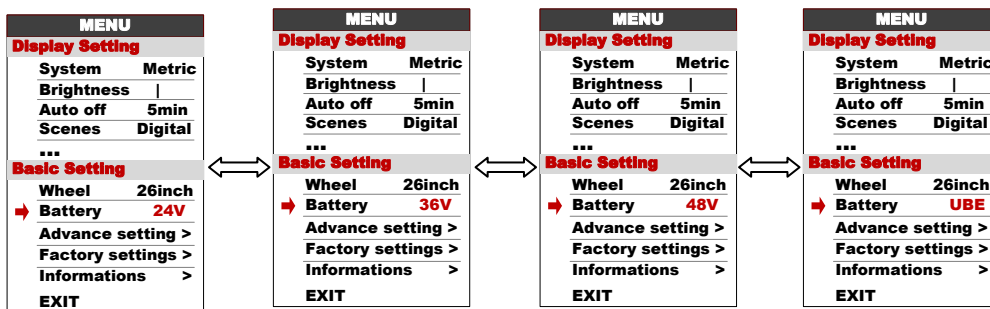 MENU
Display Setting
System Metric
Brightness |
Auto off 5min
Scenes Digital
...
Basic Setting
Wheel 26inch
Battery 24V
Advance setting >
Factory settings >
Informations >
EXIT
MENU
Display Setting
System Metric
Brightness |
Auto off 5min
Scenes Digital
...
Basic Setting
Wheel 26inch
Battery 36V
Advance setting >
Factory settings >
Informations >
EXIT
MENU
Display Setting
System Metric
Brightness |
Auto off 5min
Scenes Digital
...
Basic Setting
Wheel 26inch
Battery 48V
Advance setting >
Factory settings >
Informations >
EXIT
MENU
Display Setting
System Metric
Brightness |
Auto off 5min
Scenes Digital
...
Basic Setting
Wheel 26inch
Battery UBE
Advance setting >
Factory settings >
Informations >
EXIT